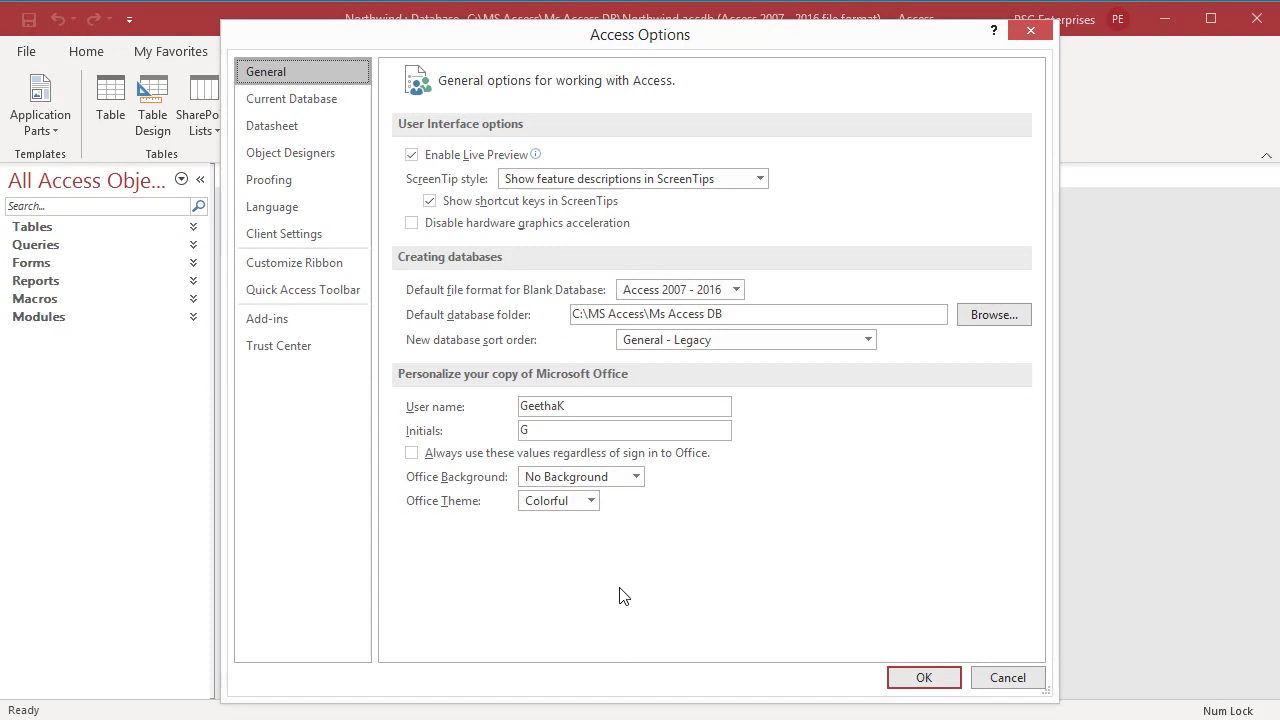 Northwind : Database- C:\MS Access\Ms Access DB\Northwind.accdb (Access 2007 - 2016 file format) - Access
PSG Enterprises PE
Access Options
?
File Home My Favorites
Application Parts
Table
Table Design
SharePo
Lists
Templates
Tables
All Access Obje...
Search...
Tables
Queries
Forms
Reports
Macros
Modules
General
Current Database
Datasheet
Object Designers
Proofing
Language
Client Settings
Customize Ribbon
Quick Access Toolbar
Add-ins
Trust Center
General options for working with Access.
User Interface options
Enable Live Preview
ScreenTip style: Show feature descriptions in ScreenTips
Show shortcut keys in ScreenTips
Disable hardware graphics acceleration
Creating databases
Default file format for Blank Database: Access 2007 - 2016
Default database folder: C:\MS Access\Ms Access DB Browse...
New database sort order: General - Legacy
Personalize your copy of Microsoft Office
User name: GeethaK
Initials: G
Always use these values regardless of sign in to Office.
Office Background: No Background
Office Theme: Colorful
OK Cancel
Ready Num Lock